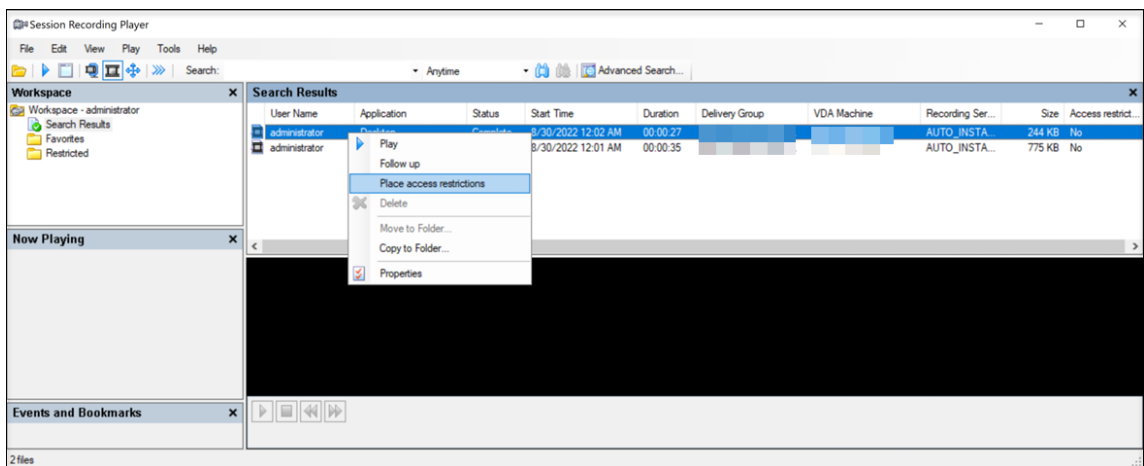 Session Recording Player
File Edit View Play Tools Help
Search: Anytime Advanced Search...
Workspace
Workspace - administrator
Search Results
Favorites
Restricted
Search Results
User Name Application Status Start Time Duration Delivery Group VDA Machine Recording Ser... Size Access restrict...
administrator Desktop Complete 8/30/2022 12:02 AM 00:00:27 AUTO_INSTA... 244 KB No
administrator 8/30/2022 12:01 AM 00:00:35 AUTO_INSTA... 775 KB No
Play
Follow up
Place access restrictions
Delete
Move to Folder...
Copy to Folder...
Properties
Now Playing
Events and Bookmarks
2 files